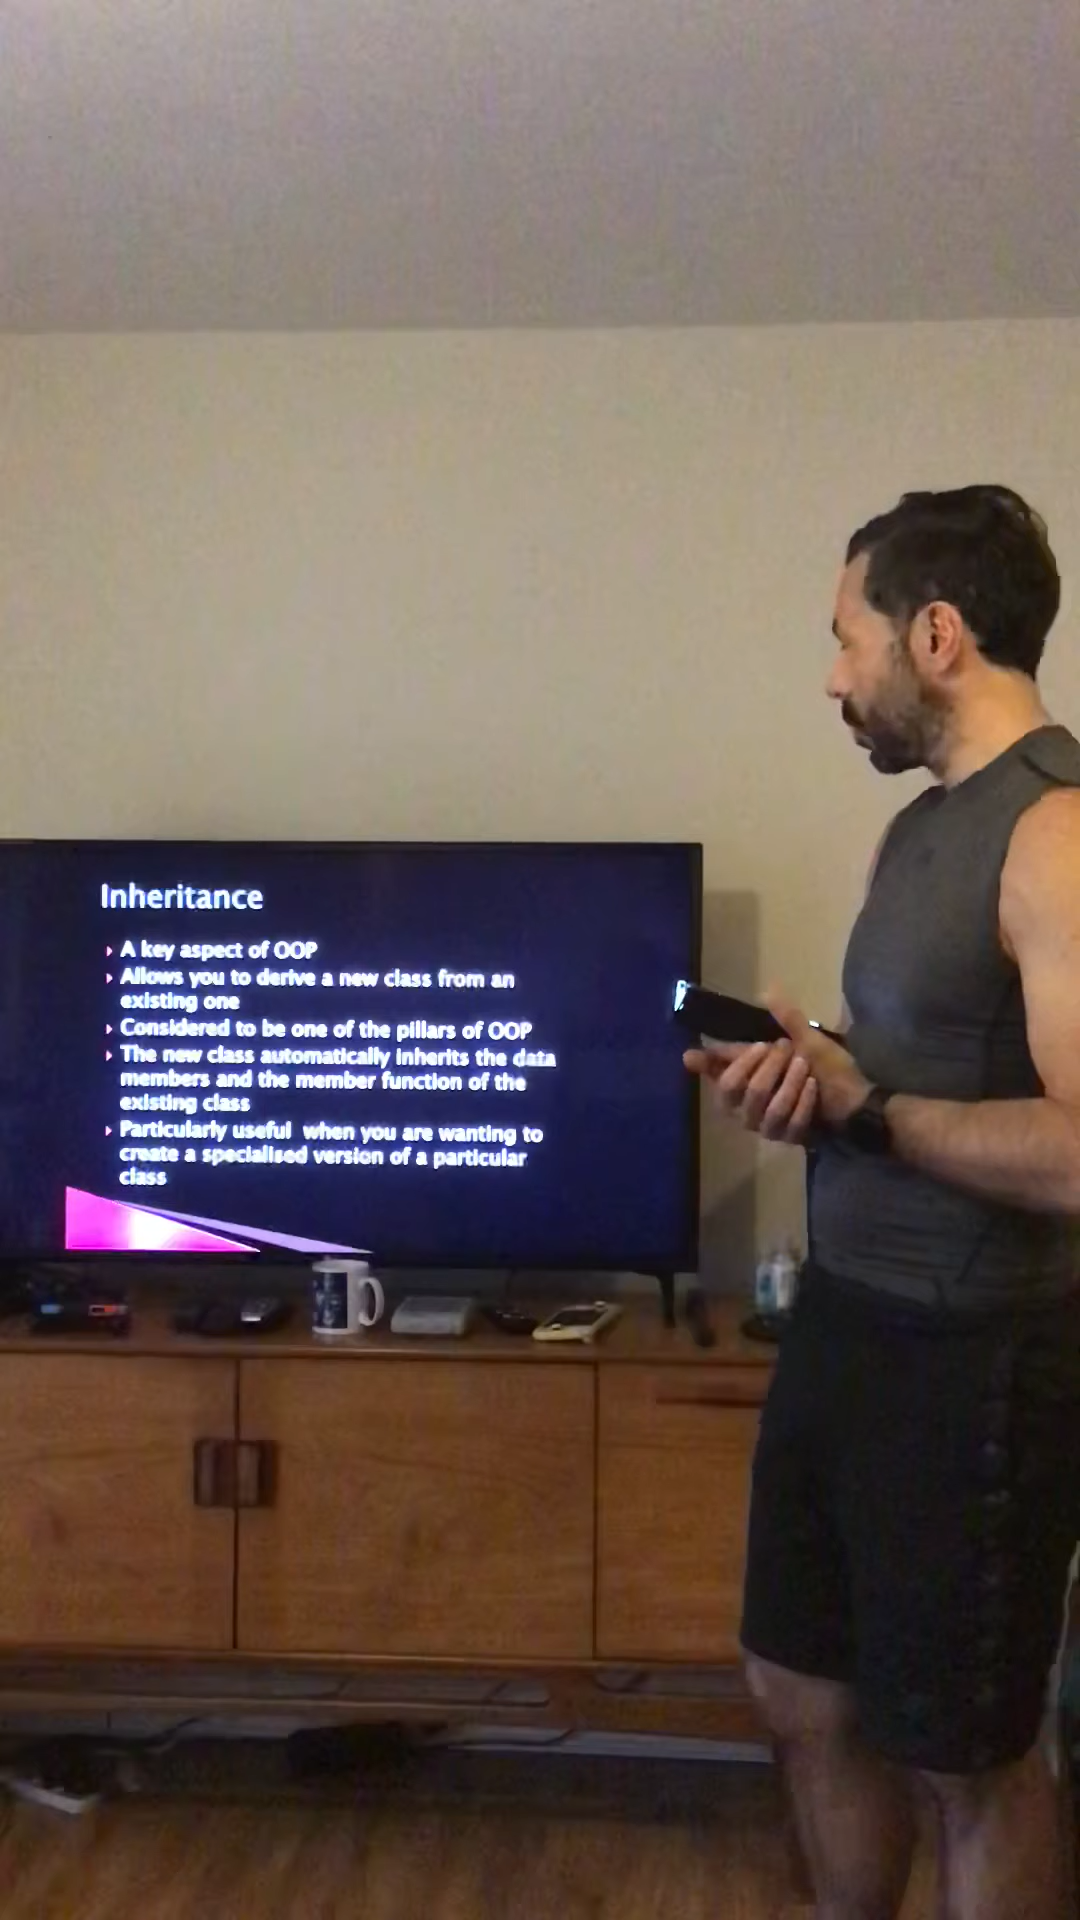 Inheritance
A key aspect of OOP
Allows you to derive a new class from an
existing one
Considered to be one of the pillars of OOP
The new class automatically inherits the data
members and the member function of the
existing class
Particularly useful when you are wanting to
create a specialised version of a particular
class